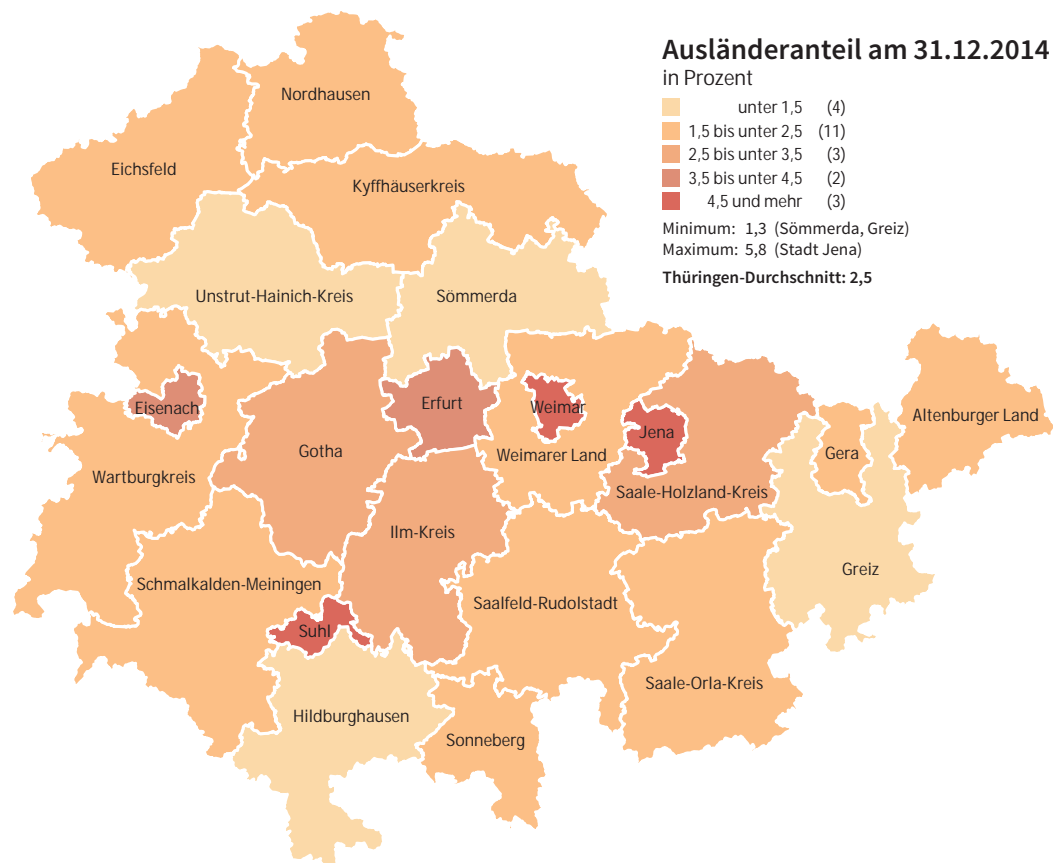 Ausländeranteil am 31.12.2014
in Prozent
unter 1,5 (4)
1,5 bis unter 2,5 (11)
2,5 bis unter 3,5 (3)
3,5 bis unter 4,5 (2)
4,5 und mehr (3)
Minimum: 1,3 (Sömmerda, Greiz)
Maximum: 5,8 (Stadt Jena)
Thüringen-Durchschnitt: 2,5
Nordhausen
Eichsfeld
Kyffhäuserkreis
Unstrut-Hainich-Kreis
Sömmerda
Eisenach
Erfurt
Weimar
Altenburger Land
Jena
Gotha
Weimarer Land
Gera
Wartburgkreis
Saale-Holzland-Kreis
Ilm-Kreis
Greiz
Schmalkalden-Meiningen
Saalfeld-Rudolstadt
Suhl
Saale-Orla-Kreis
Hildburghausen
Sonneberg